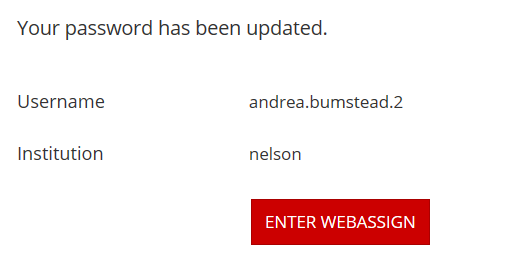 Your password has been updated.
Username andrea.bumstead.2
Institution nelson
ENTER WEBASSIGN